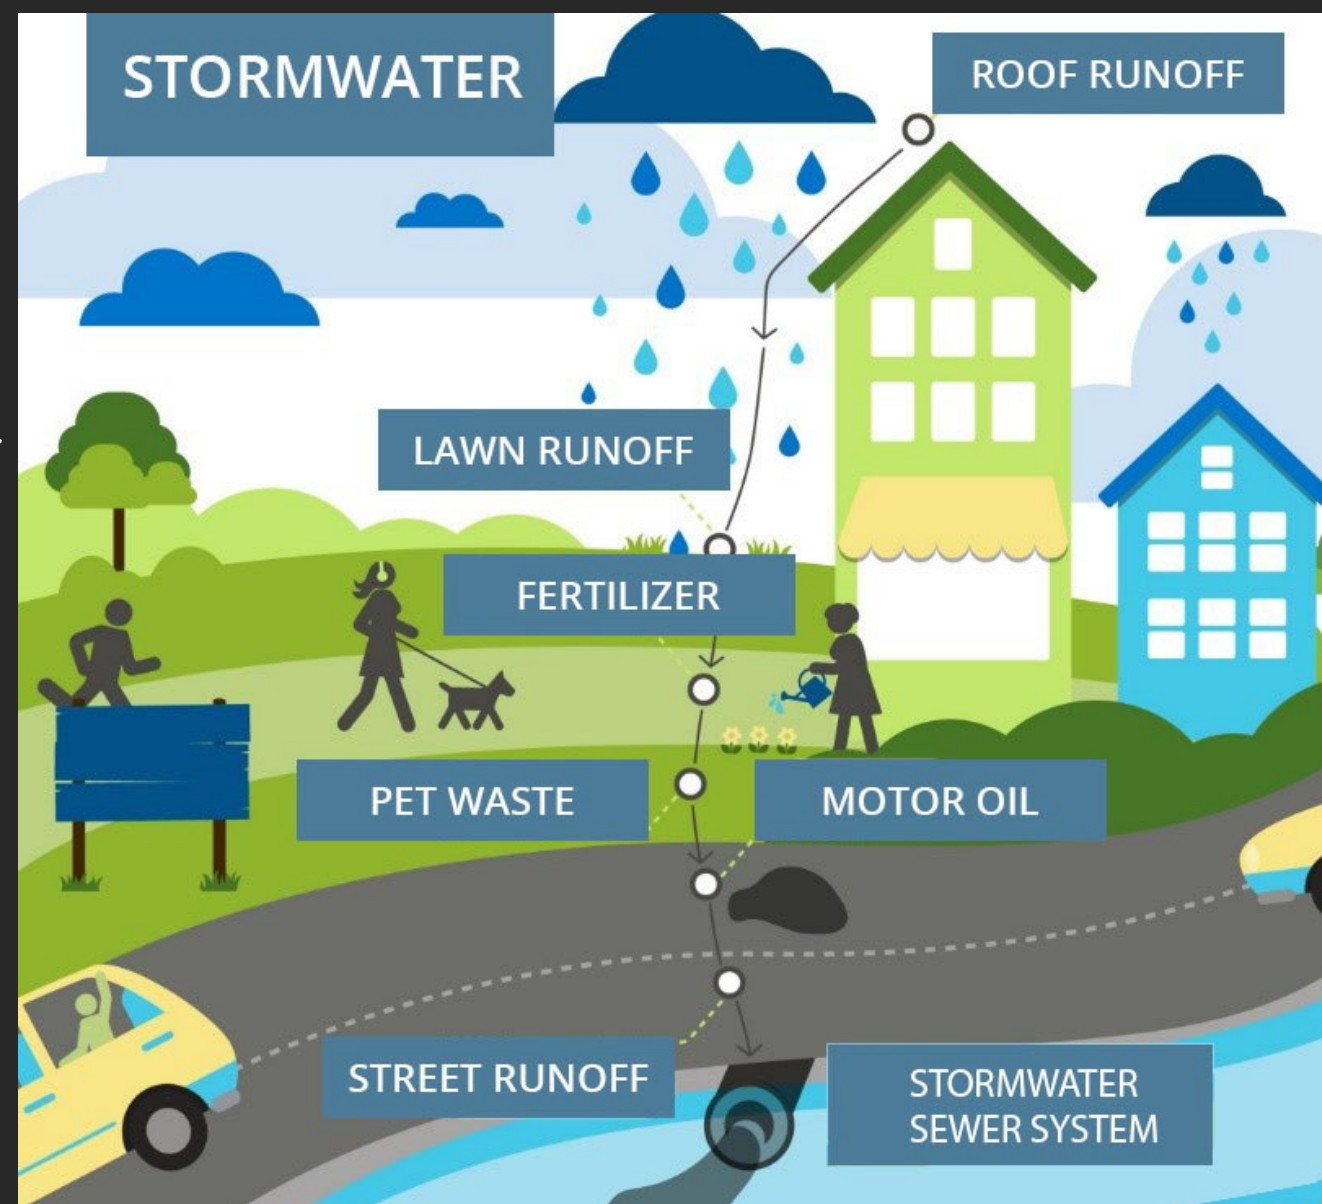 STORMWATER
ROOF RUNOFF
LAWN RUNOFF
FERTILIZER
PET WASTE
MOTOR OIL
STREET RUNOFF
STORMWATER
SEWER SYSTEM